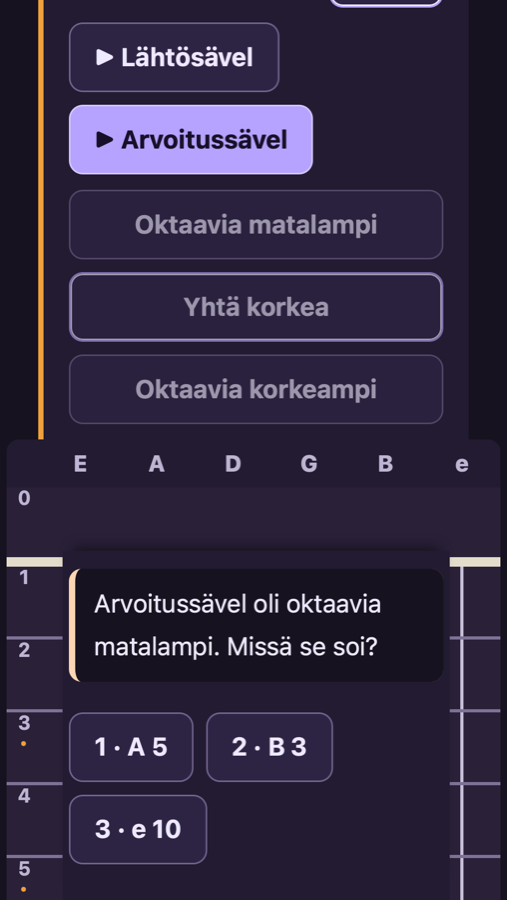 ▶ Lähtösävel
▶ Arvoitussävel
Oktaavia matalampi
Yhtä korkea
Oktaavia korkeampi
E A D G B e
0
1
Arvoitussävel oli oktaavia
matalampi. Missä se soi?
2
3
1 · A 5 2 · B 3
4
3 · e 10
5